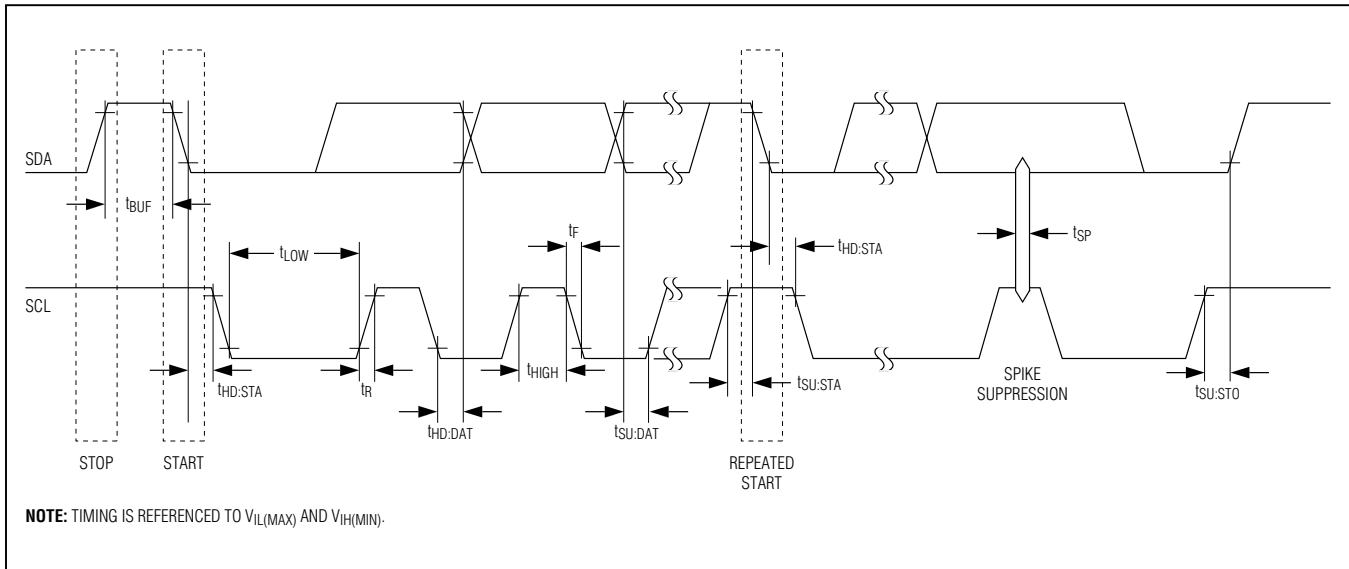 SDA
tBUF
tLOW
tF
tHD:STA
tSP
SCL
tHD:STA
tR
tHD:DAT
tHIGH
tSU:DAT
tSU:STA
SPIKE
SUPPRESSION
tSU:STO
STOP
START
REPEATED
START
NOTE: TIMING IS REFERENCED TO VIL(MAX) AND VIH(MIN).